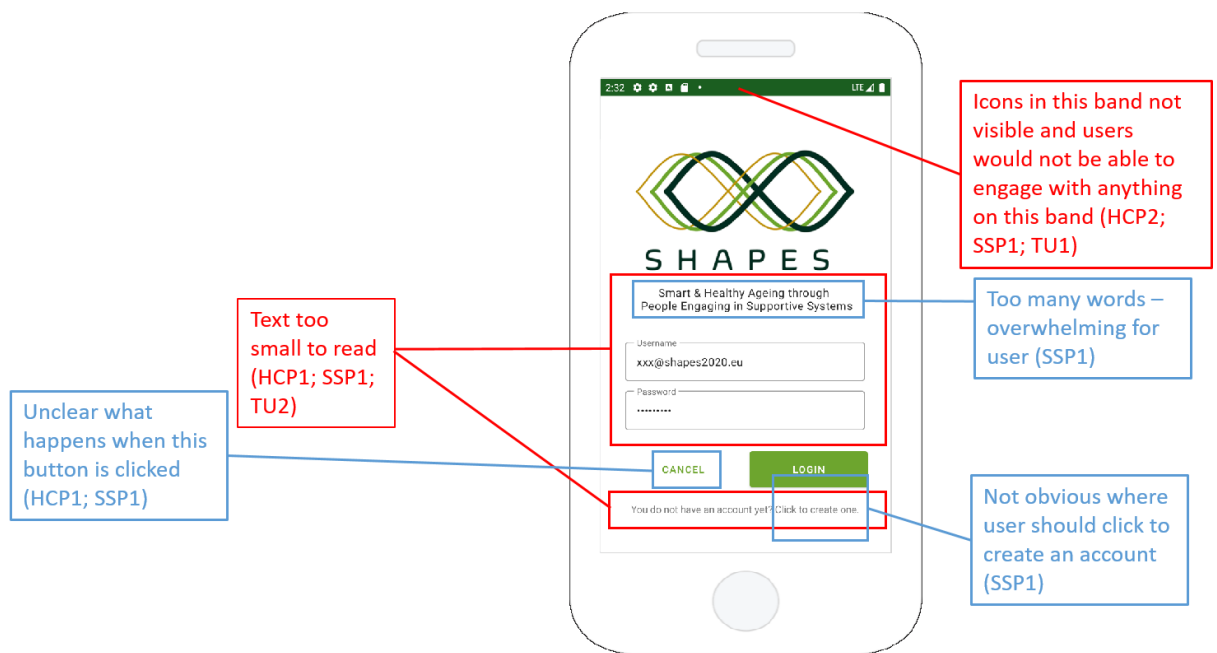 2:32
LTE
SHAPES
Smart & Healthy Ageing through
People Engaging in Supportive Systems
Username
xxx@shapes2020.eu
Password
CANCEL
LOGIN
You do not have an account yet? Click to create one.
Icons in this band not
visible and users
would not be able to
engage with anything
on this band (HCP2;
SSP1; TU1)
Too many words –
overwhelming for
user (SSP1)
Text too
small to read
(HCP1; SSP1;
TU2)
Unclear what
happens when this
button is clicked
(HCP1; SSP1)
Not obvious where
user should click to
create an account
(SSP1)